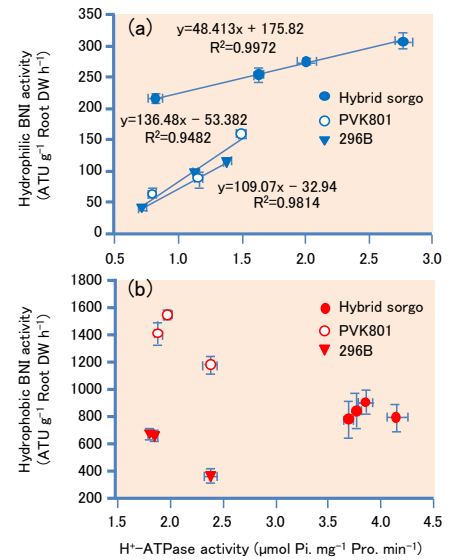 (a)
y=48.413x + 175.82
R²=0.9972
y=136.48x − 53.382
R²=0.9482
y=109.07x − 32.94
R²=0.9814
Hybrid sorgo
PVK801
296B
350
300
250
200
150
100
50
0
0.5 1.0 1.5 2.0 2.5 3.0
Hydrophilic BNI activity
(ATU g⁻¹ Root DW h⁻¹)
(b)
Hybrid sorgo
PVK801
296B
1800
1600
1400
1200
1000
800
600
400
200
1.5 2.0 2.5 3.0 3.5 4.0 4.5
Hydrophobic BNI activity
(ATU g⁻¹ Root DW h⁻¹)
H⁺−ATPase activity (μmol Pi. mg⁻¹ Pro. min⁻¹)